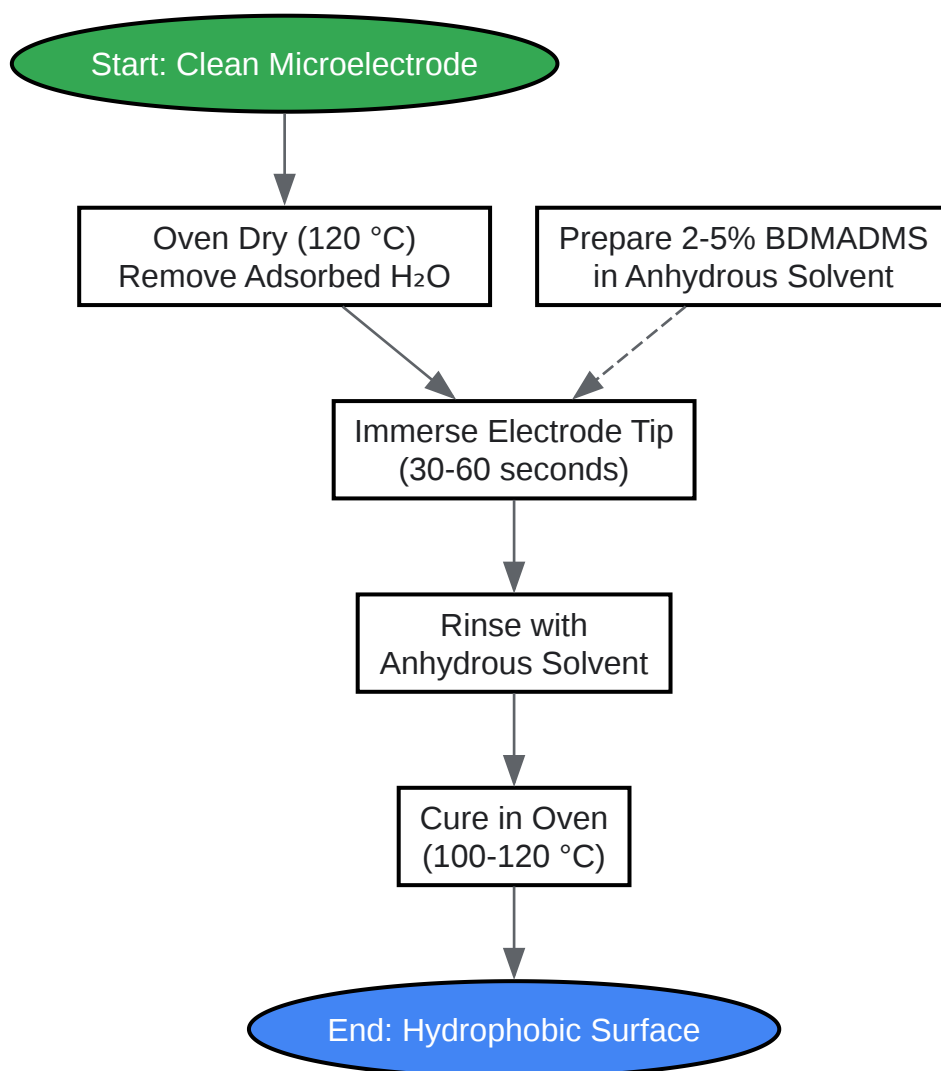 Start: Clean Microelectrode
Oven Dry (120 °C)
Remove Adsorbed H₂O
Prepare 2-5% BDMADMS
in Anhydrous Solvent
Immerse Electrode Tip
(30-60 seconds)
Rinse with
Anhydrous Solvent
Cure in Oven
(100-120 °C)
End: Hydrophobic Surface